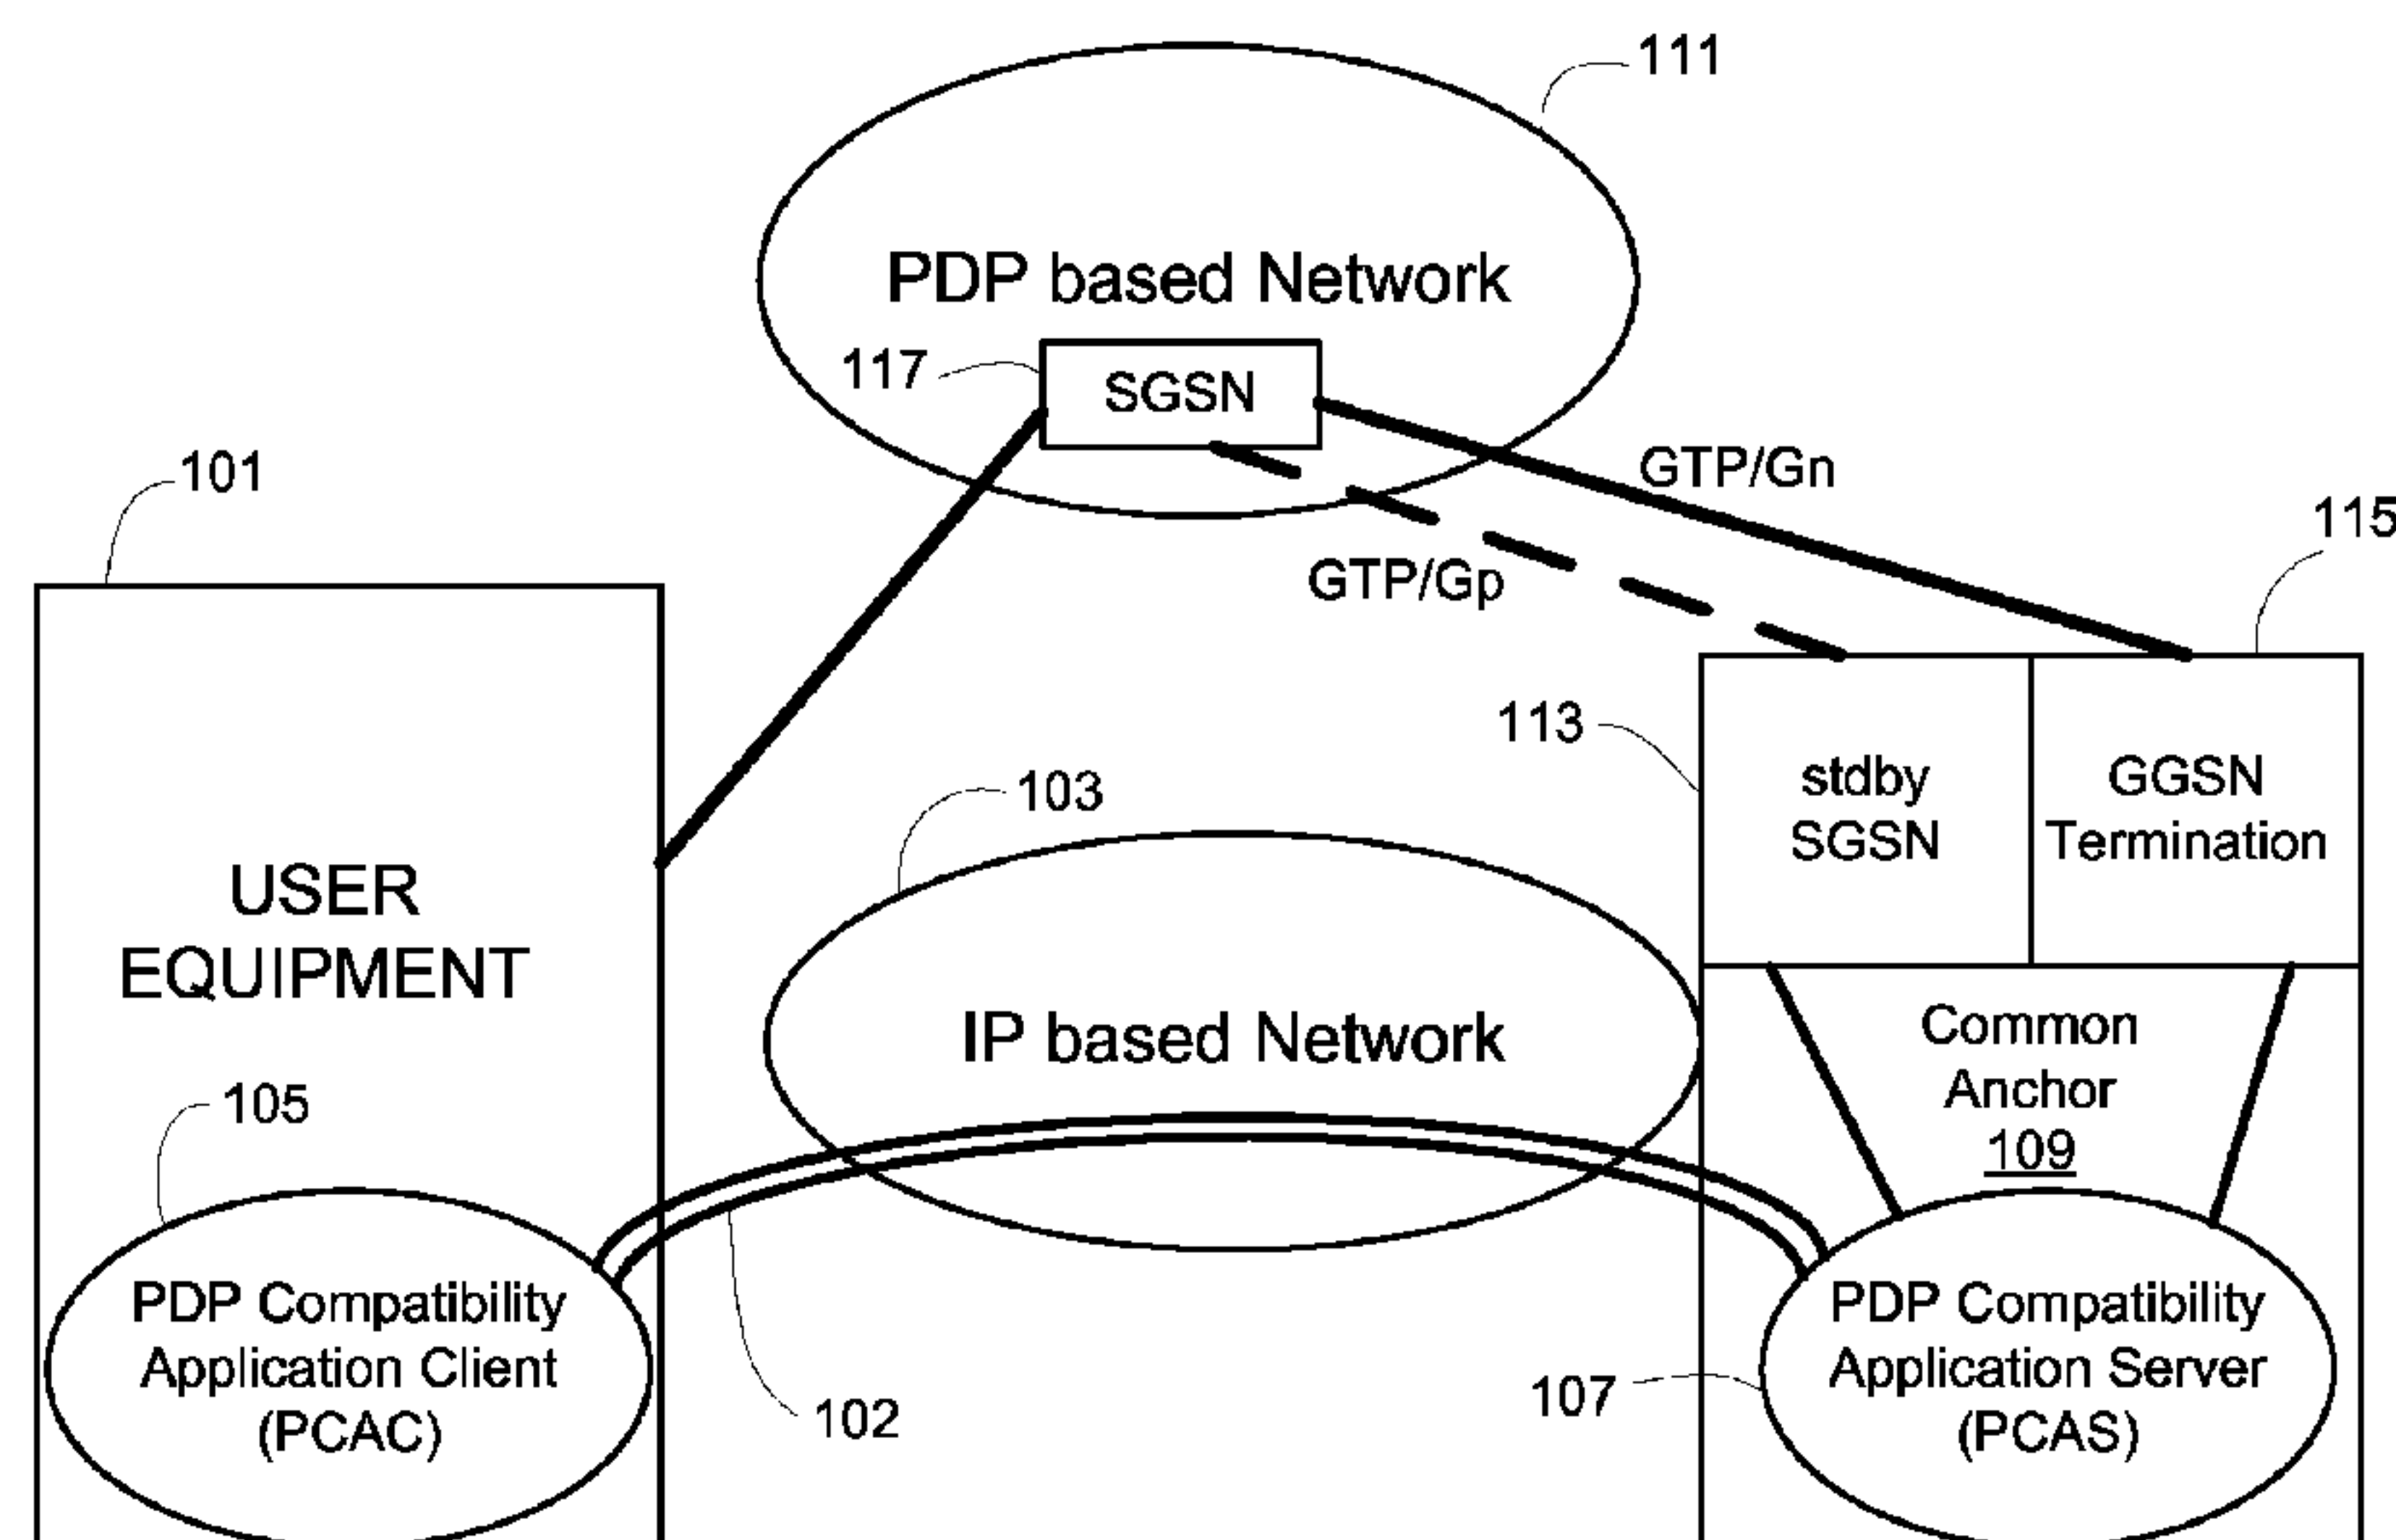 111
PDP based Network
117
SGSN
101
GTP/Gn
115
GTP/Gp
113
stdby
SGSN
GGSN
Termination
103
USER
EQUIPMENT
IP based Network
Common
Anchor
109
105
PDP Compatibility
Application Client
(PCAC)
102
107
PDP Compatibility
Application Server
(PCAS)